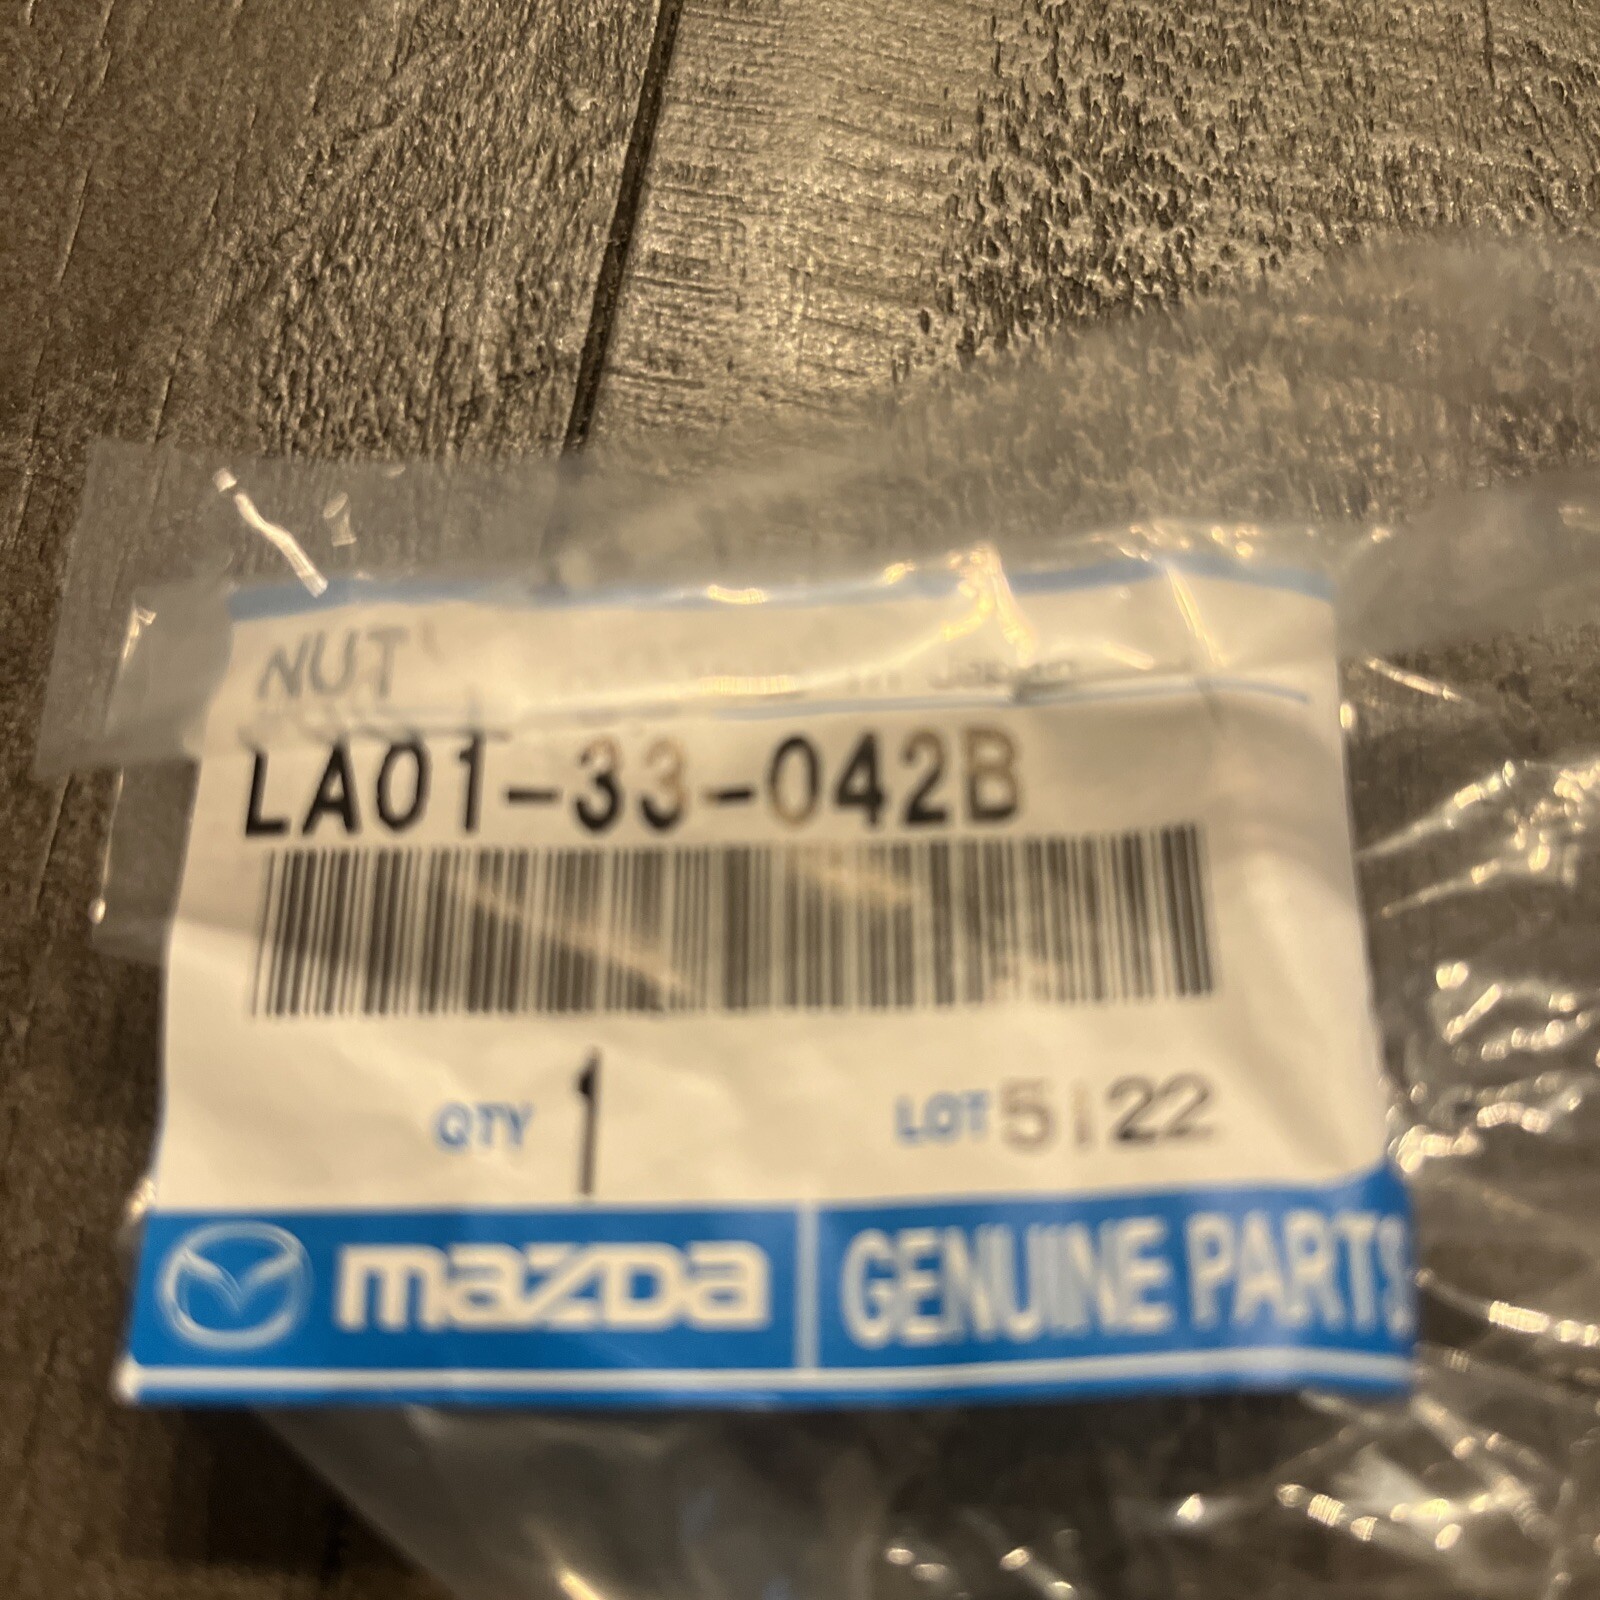 NUT
LA01-33-042B
QTY 1 LOT 5122
mazda GENUINE PARTS